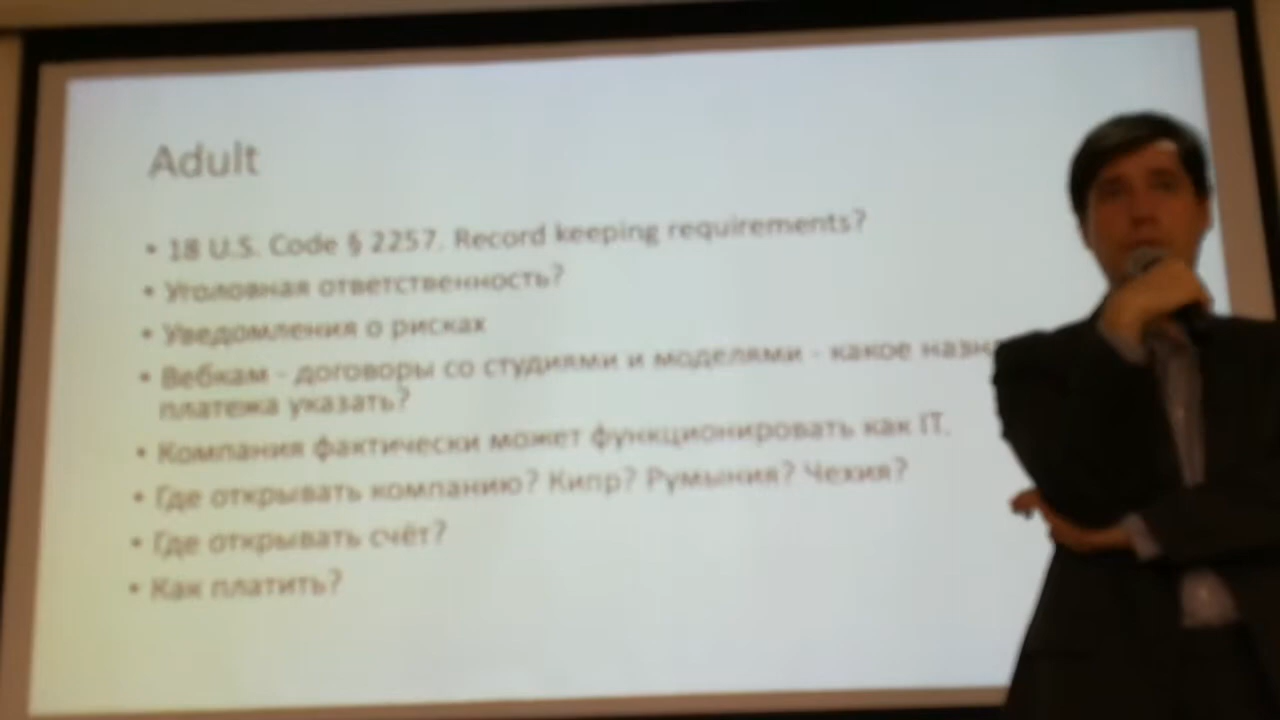 Adult
• 18 U.S. Code § 2257. Record keeping requirements?
• Уголовная ответственность?
• Уведомления о рисках
• Вебкам - договоры со студиями и моделями - какое
платежа указать?
• Компания фактически может функционировать как IT.
• Где открывать компанию? Кипр? Румыния? Чехия?
• Где открывать счёт?
• Как платить?